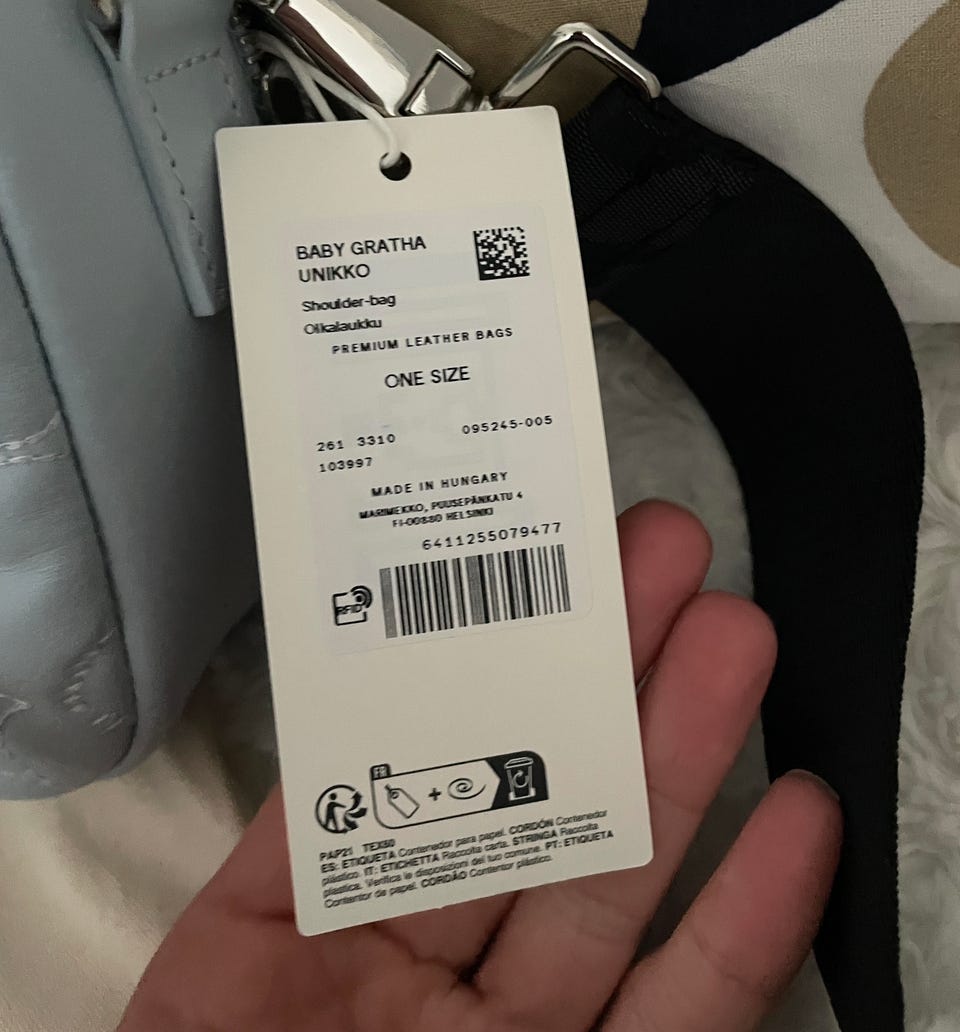 BABY GRATHA
UNIKKO
Shoulder-bag
Olkalaukku
PREMIUM LEATHER BAGS
ONE SIZE
261 3310 095245-005
103997
MADE IN HUNGARY
MARIMEKKO, PUUSEPÄNKATU 4
FI-00880 HELSINKI
6411255079477
RFID
FR
PAP21 TEX60
ES: ETIQUETA Contenedor para papel. CORDÓN Contenedor
plástico. IT: ETICHETTA Raccolta carta. STRINGA Raccolta
plastica. Verifica le disposizioni del tuo comune. PT: ETIQUETA
Contentor de papel. CORDÃO Contentor plástico.